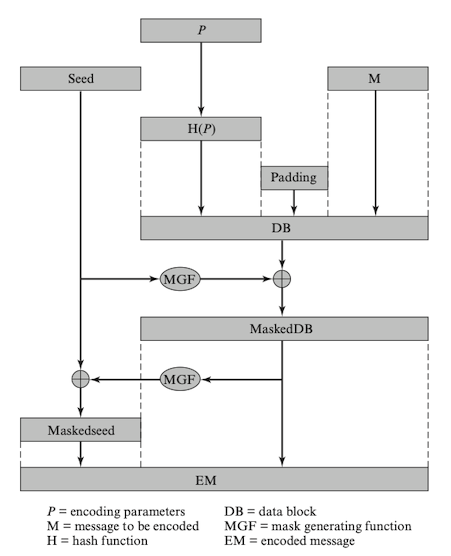 P
Seed
M
H(P)
Padding
DB
MGF
MaskedDB
MGF
Maskedseed
EM
P = encoding parameters
M = message to be encoded
H = hash function
DB = data block
MGF = mask generating function
EM = encoded message